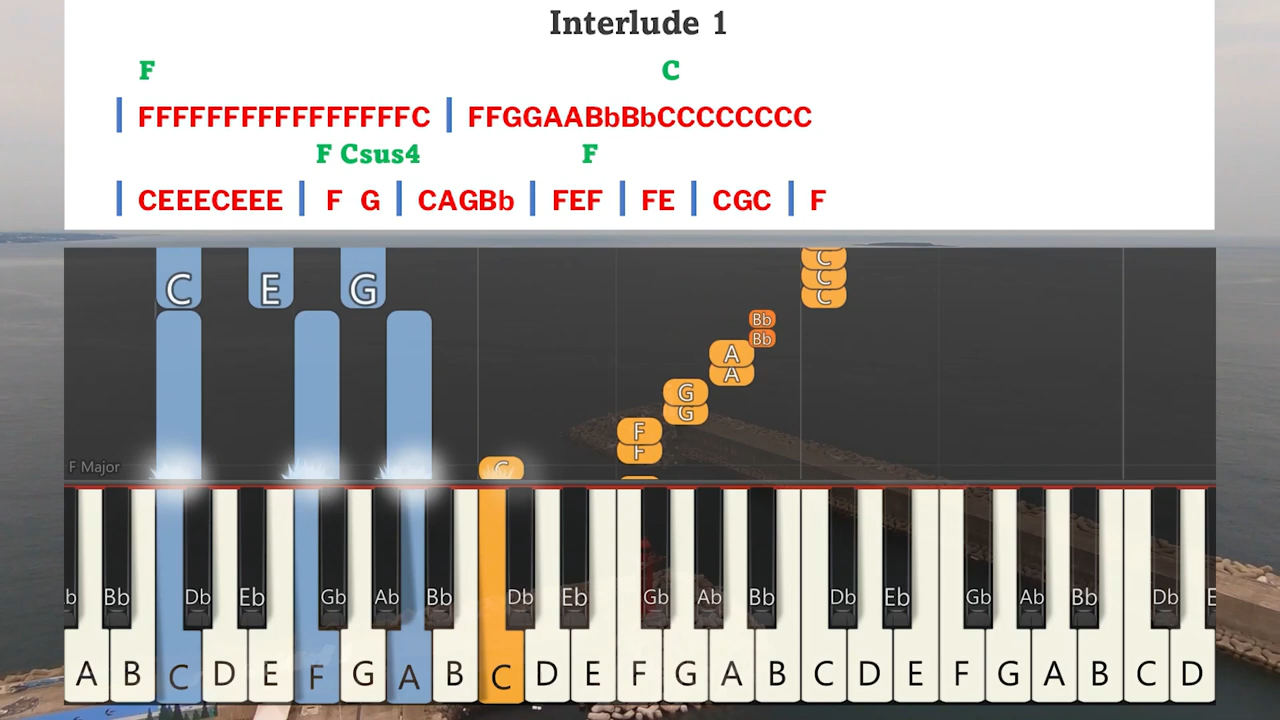 Interlude 1
F C
| FFFFFFFFFFFFFFFFC | FFGGAABbBbCCCCCCCCC
F Csus4 F
| CEEECEEE | F G | CAGBb | FEF | FE | CGC | F
C E G C
C
C
Bb
Bb
A
A
G
G
F
F
F Major C
b Bb Db Eb Gb Ab Bb Db Eb Gb Ab Bb Db Eb Gb Ab Bb Db E
A B C D E F G A B C D E F G A B C D E F G A B C D